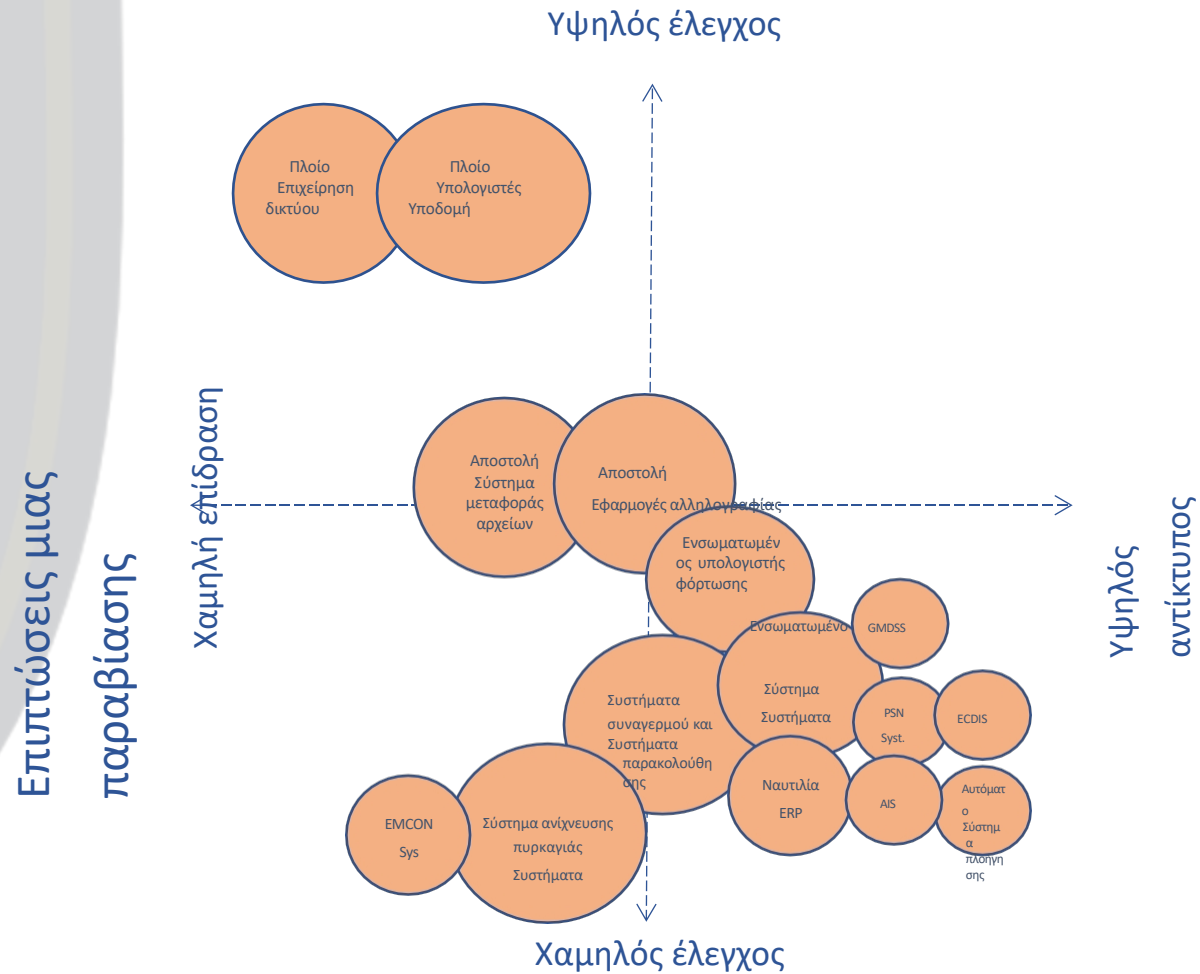 Υψηλός έλεγχος
Πλοίο
Επιχείρηση
δικτύου
Πλοίο
Υπολογιστές
Υποδομή
Χαμηλή επίδραση
Επιπτώσεις μιας
παραβίασης
Αποστολή
Σύστημα
μεταφοράς
αρχείων
Αποστολή
Εφαρμογές αλληλογραφίας
Υψηλός
αντίκτυπος
Ενσωματωμέν
ος υπολογιστής
φόρτωσης
Ενσωματωμένο
Σύστημα
Συστήματα
GMDSS
Συστήματα
συναγερμού και
Συστήματα
παρακολούθη
σης
PSN
Syst.
ECDIS
Ναυτιλία
ERP
AIS
Αυτόματ
ο
Σύστημ
α
πλοήγη
σης
EMCON
Sys
Σύστημα ανίχνευσης
πυρκαγιάς
Συστήματα
Χαμηλός έλεγχος